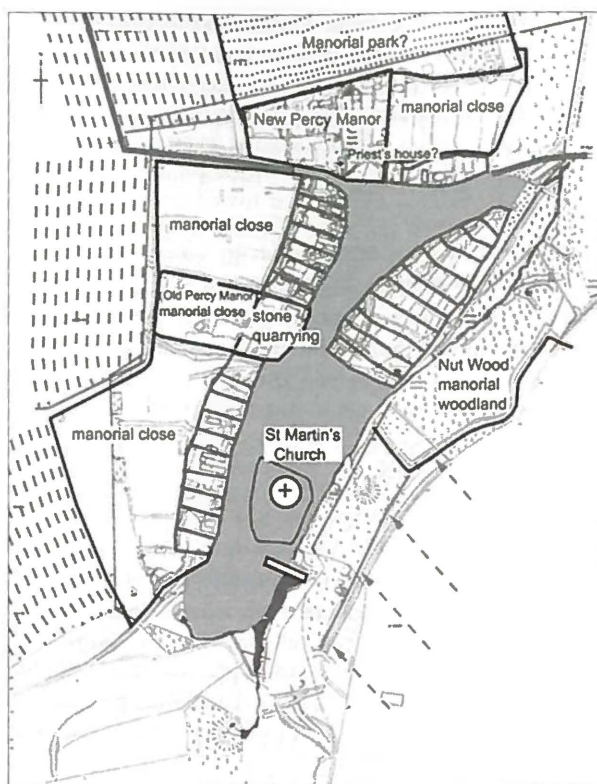 Manorial park?
New Percy Manor
manorial close
Priest's house?
manorial close
Old Percy Manor
manorial close
stone
quarrying
Nut Wood
manorial
woodland
manorial close
St Martin's
Church